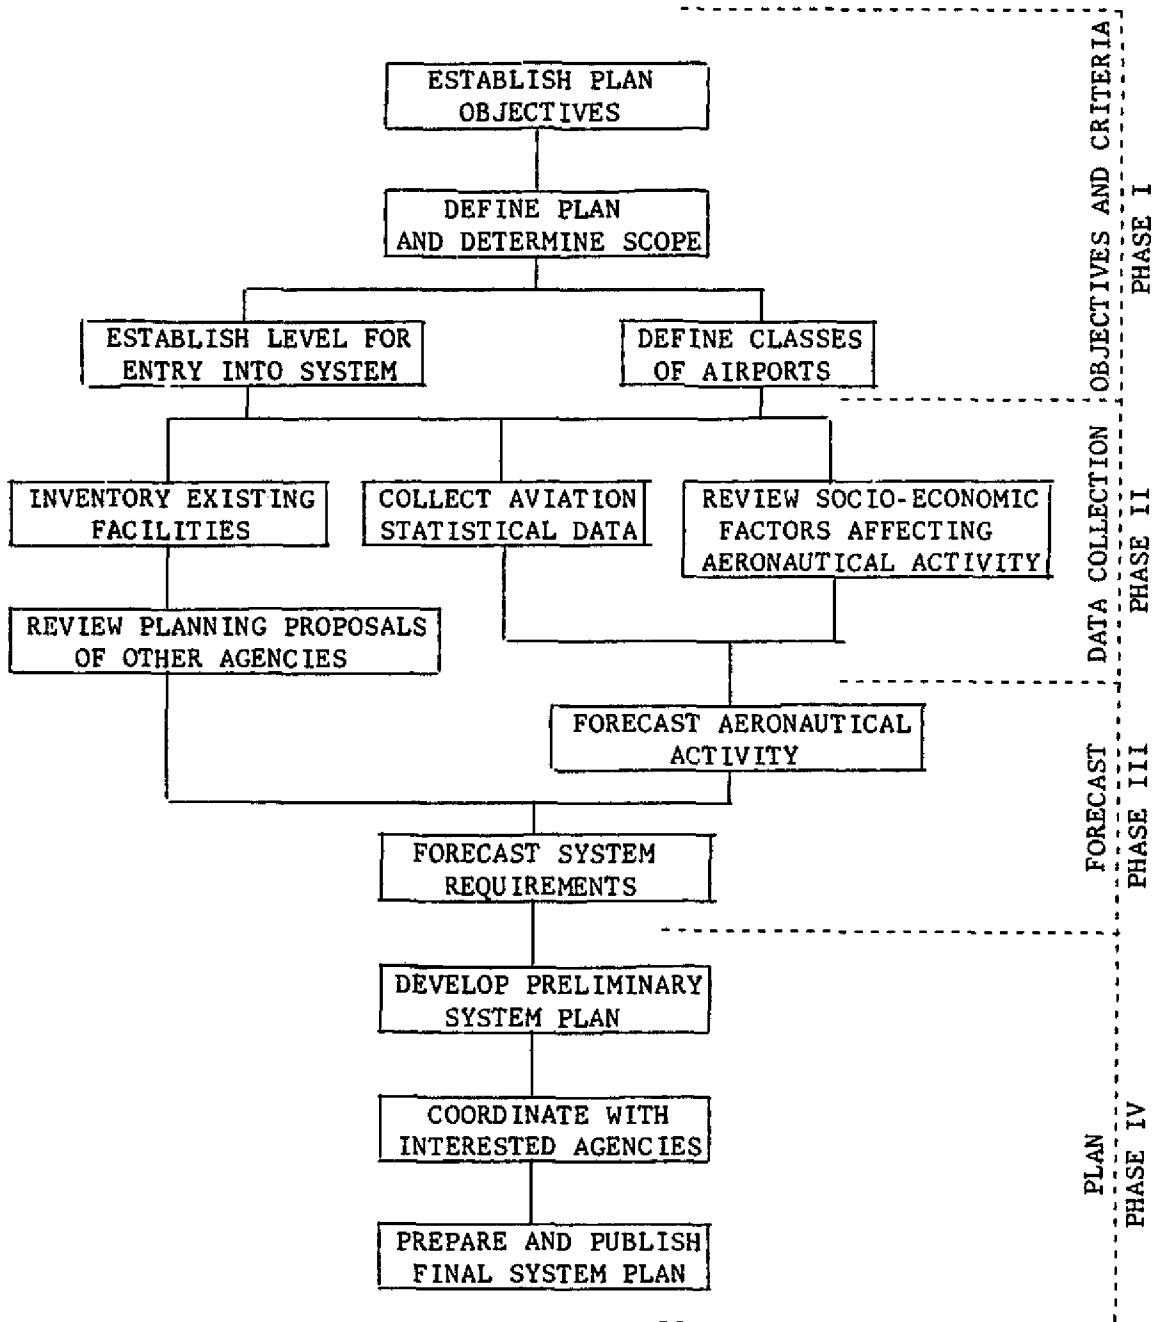 ESTABLISH PLAN
OBJECTIVES
DEFINE PLAN
AND DETERMINE SCOPE
ESTABLISH LEVEL FOR
ENTRY INTO SYSTEM
DEFINE CLASSES
OF AIRPORTS
OBJECTIVES AND CRITERIA
PHASE I
INVENTORY EXISTING
FACILITIES
COLLECT AVIATION
STATISTICAL DATA
REVIEW SOCIO-ECONOMIC
FACTORS AFFECTING
AERONAUTICAL ACTIVITY
REVIEW PLANNING PROPOSALS
OF OTHER AGENCIES
DATA COLLECTION
PHASE II
FORECAST AERONAUTICAL
ACTIVITY
FORECAST SYSTEM
REQUIREMENTS
FORECAST
PHASE III
DEVELOP PRELIMINARY
SYSTEM PLAN
COORDINATE WITH
INTERESTED AGENCIES
PREPARE AND PUBLISH
FINAL SYSTEM PLAN
PLAN
PHASE IV